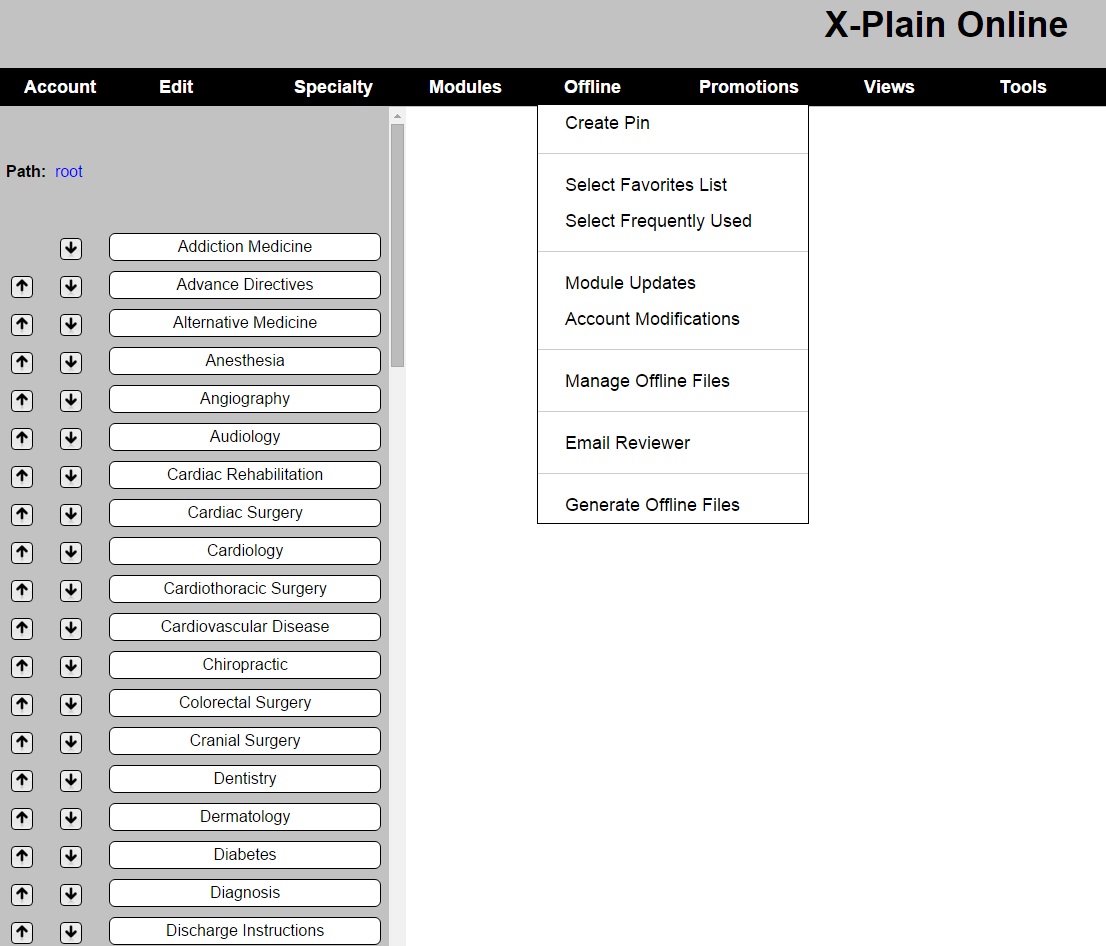 X-Plain Online
Account Edit Specialty Modules Offline Promotions Views Tools
Create Pin
Select Favorites List
Select Frequently Used
Module Updates
Account Modifications
Manage Offline Files
Email Reviewer
Generate Offline Files
Path: root
Addiction Medicine
Advance Directives
Alternative Medicine
Anesthesia
Angiography
Audiology
Cardiac Rehabilitation
Cardiac Surgery
Cardiology
Cardiothoracic Surgery
Cardiovascular Disease
Chiropractic
Colorectal Surgery
Cranial Surgery
Dentistry
Dermatology
Diabetes
Diagnosis
Discharge Instructions